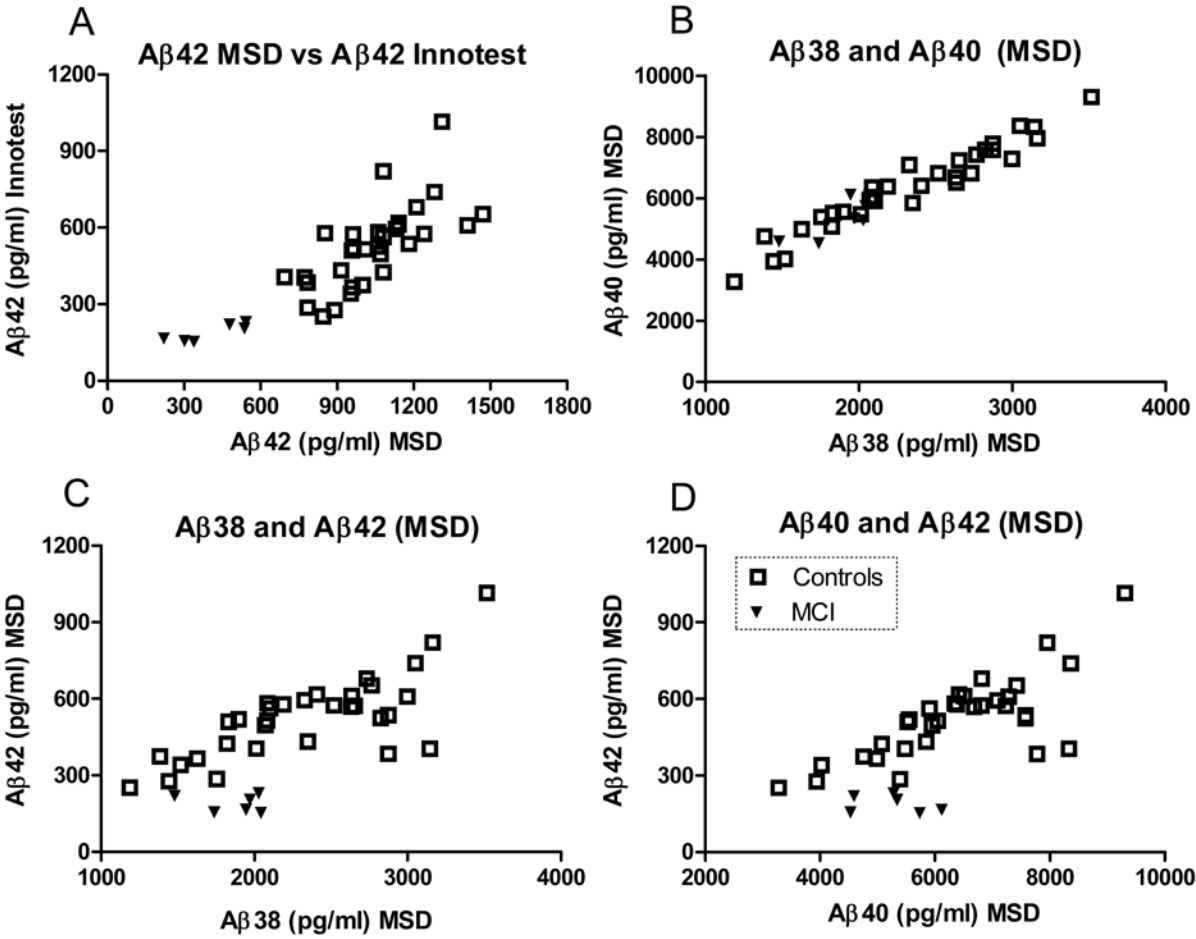 A
Aβ42 MSD vs Aβ42 Innotest
1200
900
600
300
0
Aβ42 (pg/ml) Innotest
0 300 600 900 1200 1500 1800
Aβ42 (pg/ml) MSD
B
Aβ38 and Aβ40 (MSD)
10000
8000
6000
4000
2000
0
Aβ40 (pg/ml) MSD
1000 2000 3000 4000
Aβ38 (pg/ml) MSD
C
Aβ38 and Aβ42 (MSD)
1200
900
600
300
0
Aβ42 (pg/ml) MSD
1000 2000 3000 4000
Aβ38 (pg/ml) MSD
D
Aβ40 and Aβ42 (MSD)
1200
900
600
300
0
Aβ42 (pg/ml) MSD
Controls
MCI
2000 4000 6000 8000 10000
Aβ40 (pg/ml) MSD